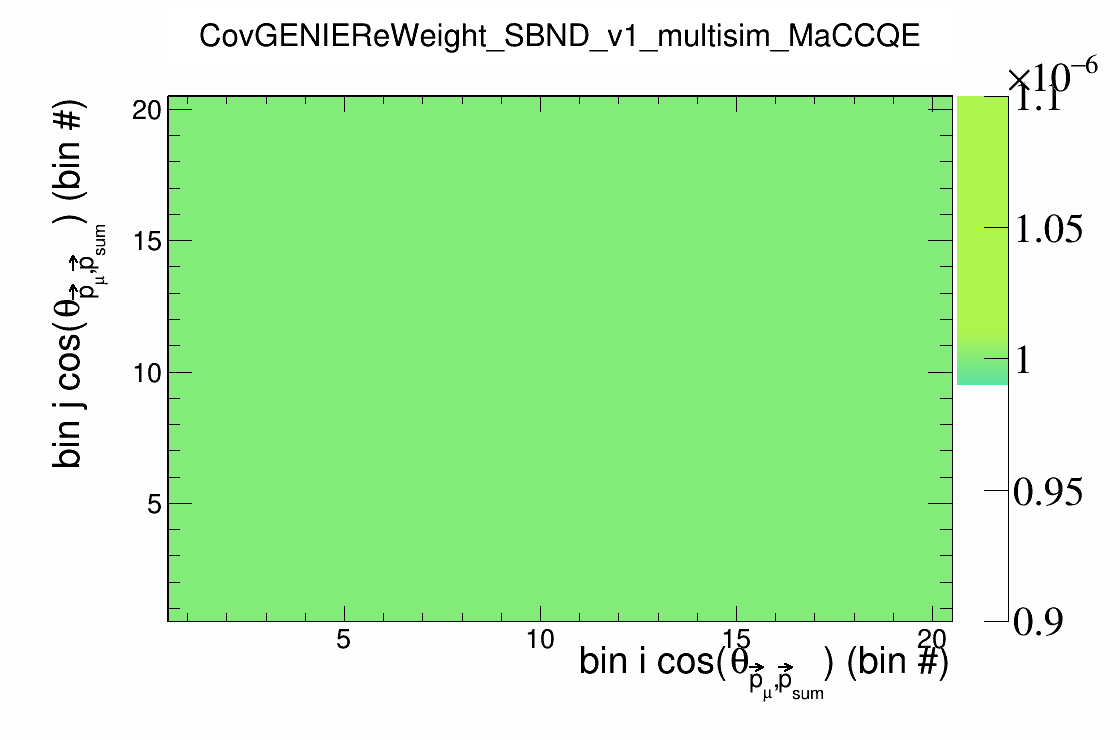 CovGENIEReWeight_SBND_v1_multisim_MaCCQE
×10⁻⁶
1.1
1.05
1
0.95
0.9
bin j cos(θ p⃗μ,p⃗sum) (bin #)
20
15
10
5
5 10 15 20
bin i cos(θ p⃗μ,p⃗sum) (bin #)